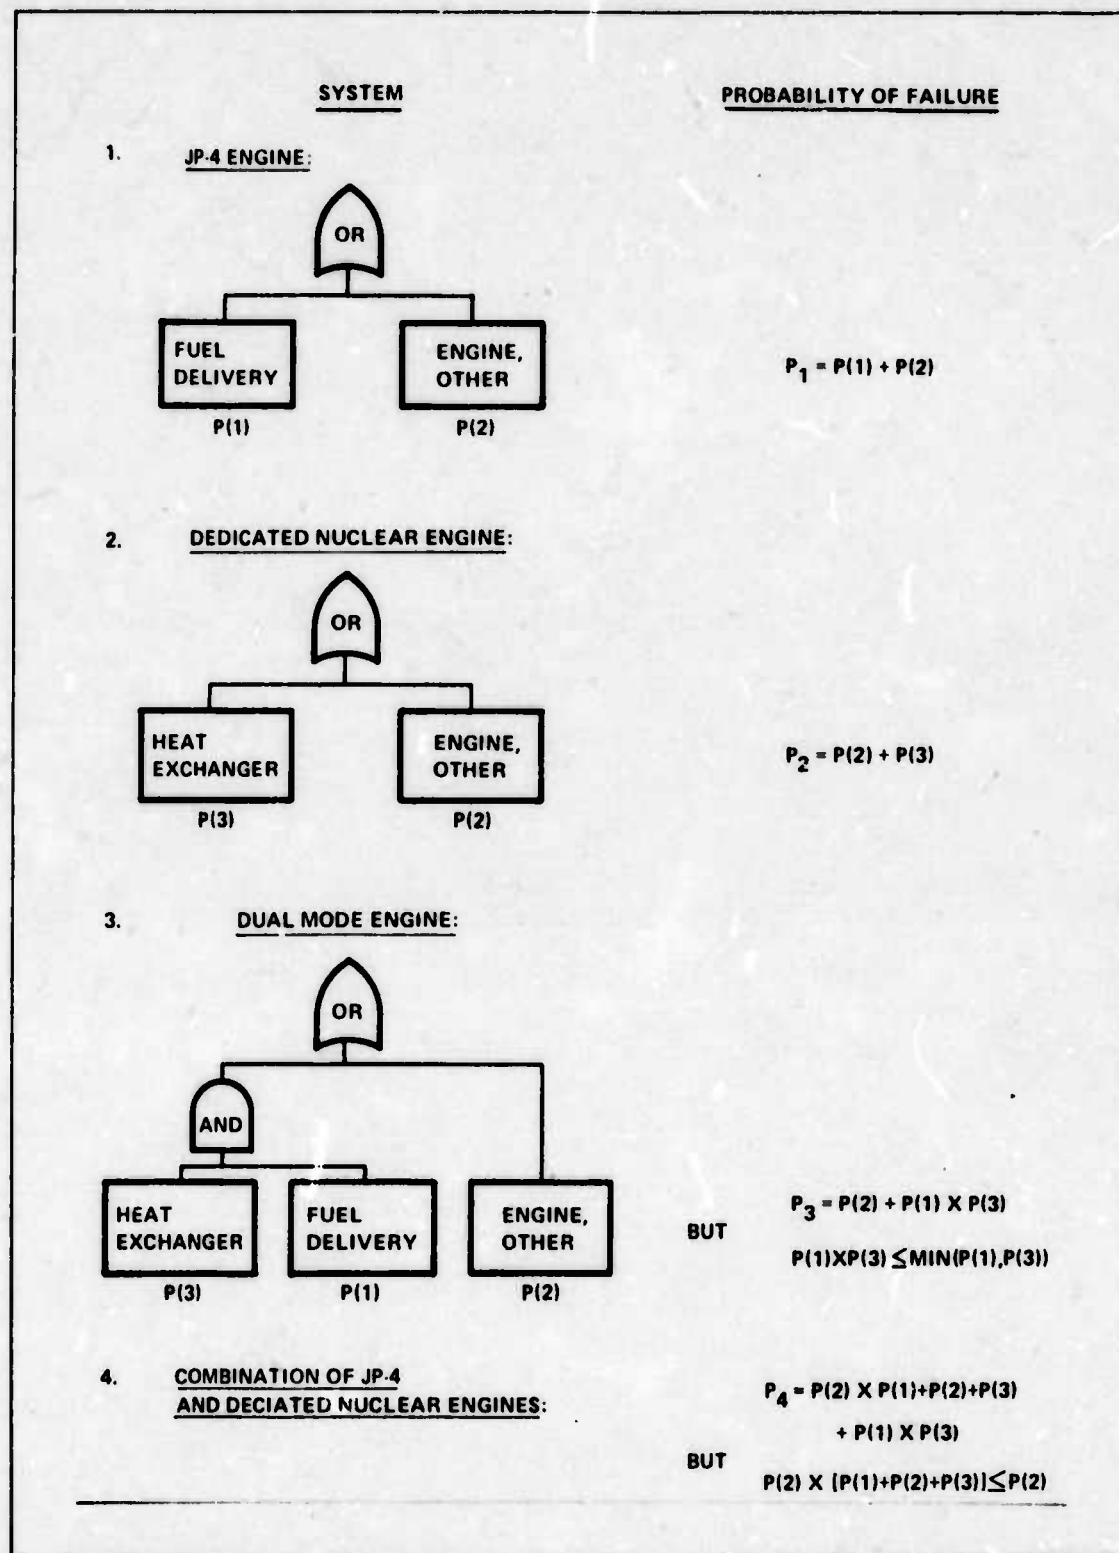 SYSTEM
PROBABILITY OF FAILURE
1. JP-4 ENGINE:
OR
FUEL DELIVERY
ENGINE, OTHER
P(1)
P(2)
P₁ = P(1) + P(2)
2. DEDICATED NUCLEAR ENGINE:
OR
HEAT EXCHANGER
ENGINE, OTHER
P(3)
P(2)
P₂ = P(2) + P(3)
3. DUAL MODE ENGINE:
OR
AND
HEAT EXCHANGER
FUEL DELIVERY
ENGINE, OTHER
P(3)
P(1)
P(2)
P₃ = P(2) + P(1) X P(3)
BUT
P(1)XP(3) ≤ MIN(P(1),P(3))
4. COMBINATION OF JP-4
AND DECIATED NUCLEAR ENGINES:
P₄ = P(2) X P(1)+P(2)+P(3)
+ P(1) X P(3)
BUT
P(2) X [P(1)+P(2)+P(3)] ≤ P(2)